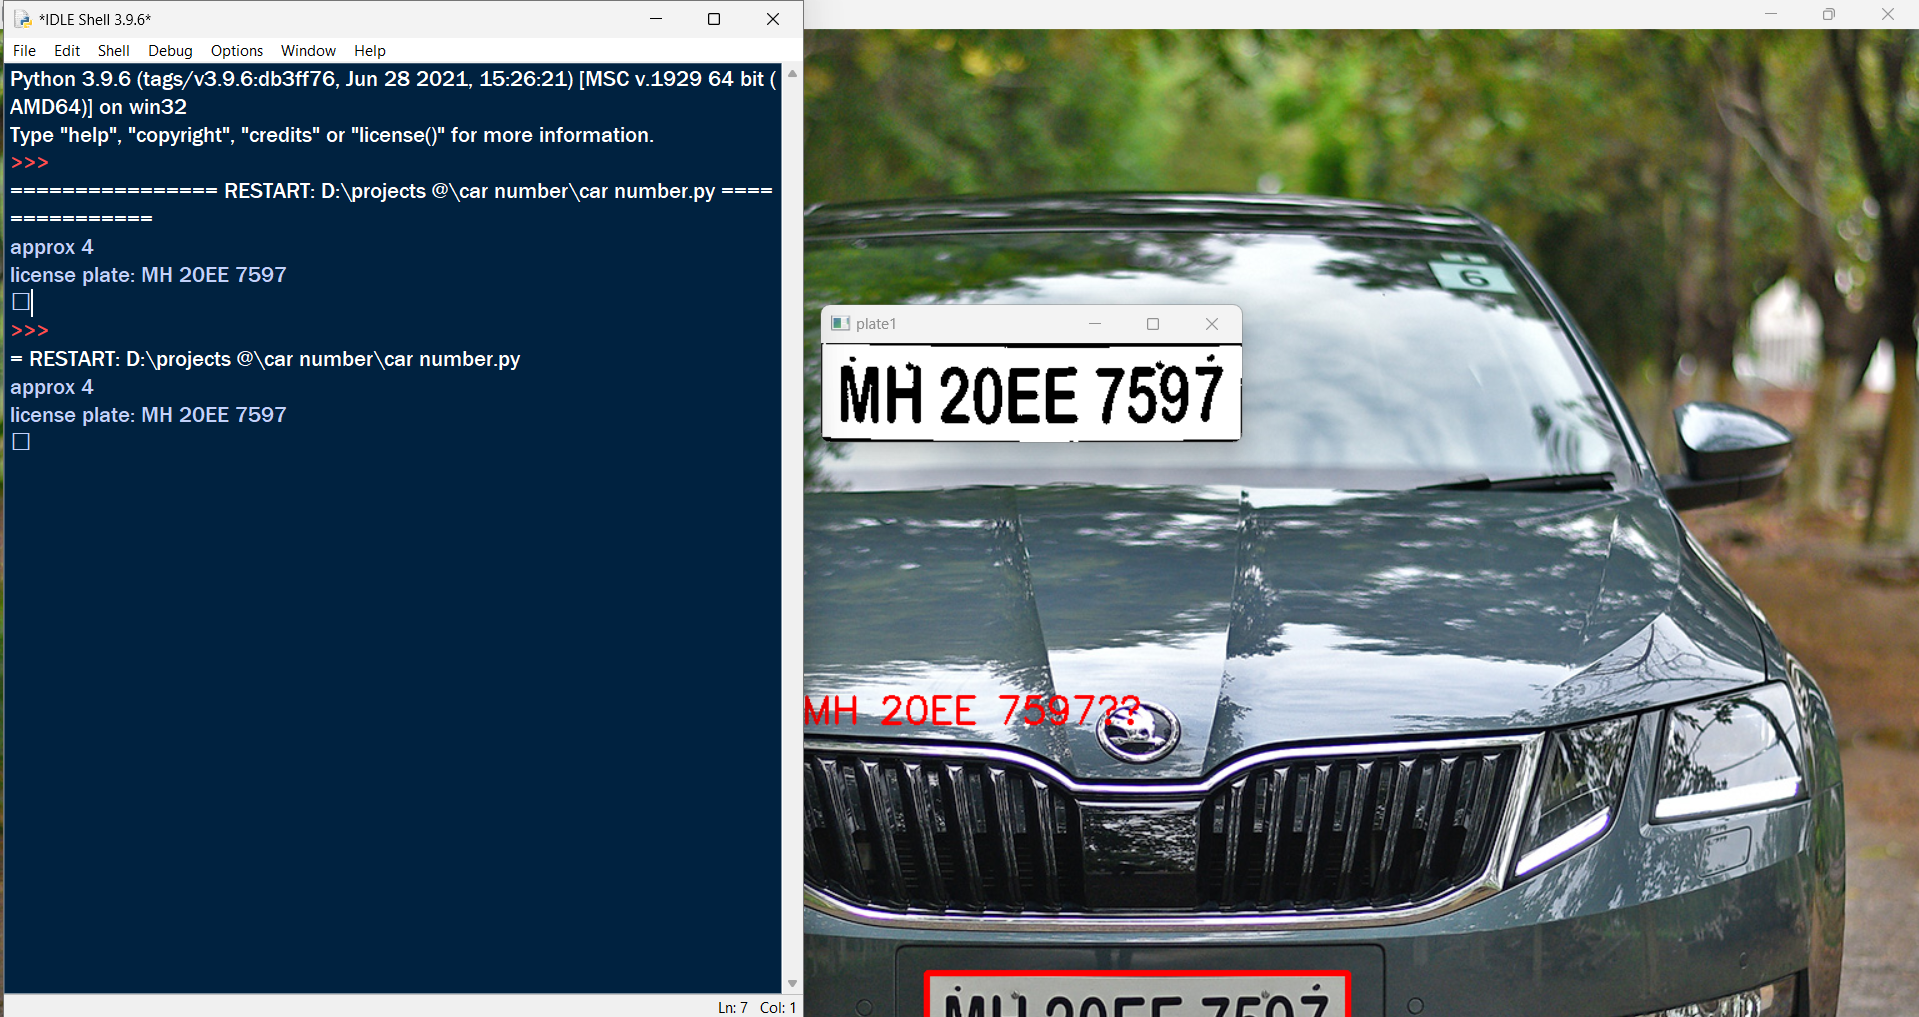 *IDLE Shell 3.9.6*
File Edit Shell Debug Options Window Help
Python 3.9.6 (tags/v3.9.6:db3ff76, Jun 28 2021, 15:26:21) [MSC v.1929 64 bit (
AMD64)] on win32
Type "help", "copyright", "credits" or "license()" for more information.
>>>
================ RESTART: D:\projects @\car number\car number.py ====
===========
approx 4
license plate: MH 20EE 7597
>>>
= RESTART: D:\projects @\car number\car number.py
approx 4
license plate: MH 20EE 7597
Ln: 7 Col: 1
6
plate1
MH 20EE 7597
MH 20EE 7597??
MH 20EE 7597